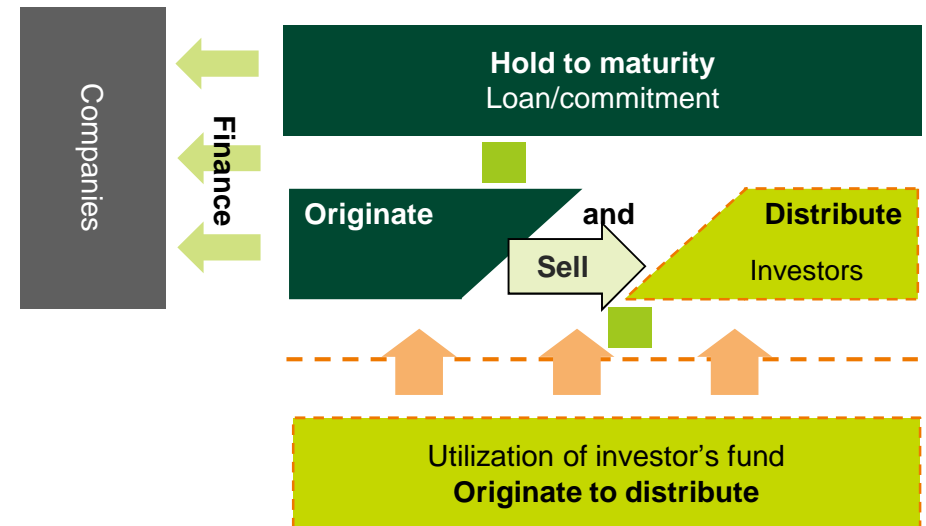 Companies
Finance
Hold to maturity
Loan/commitment
Originate and Distribute
Sell
Investors
Utilization of investor's fund
Originate to distribute